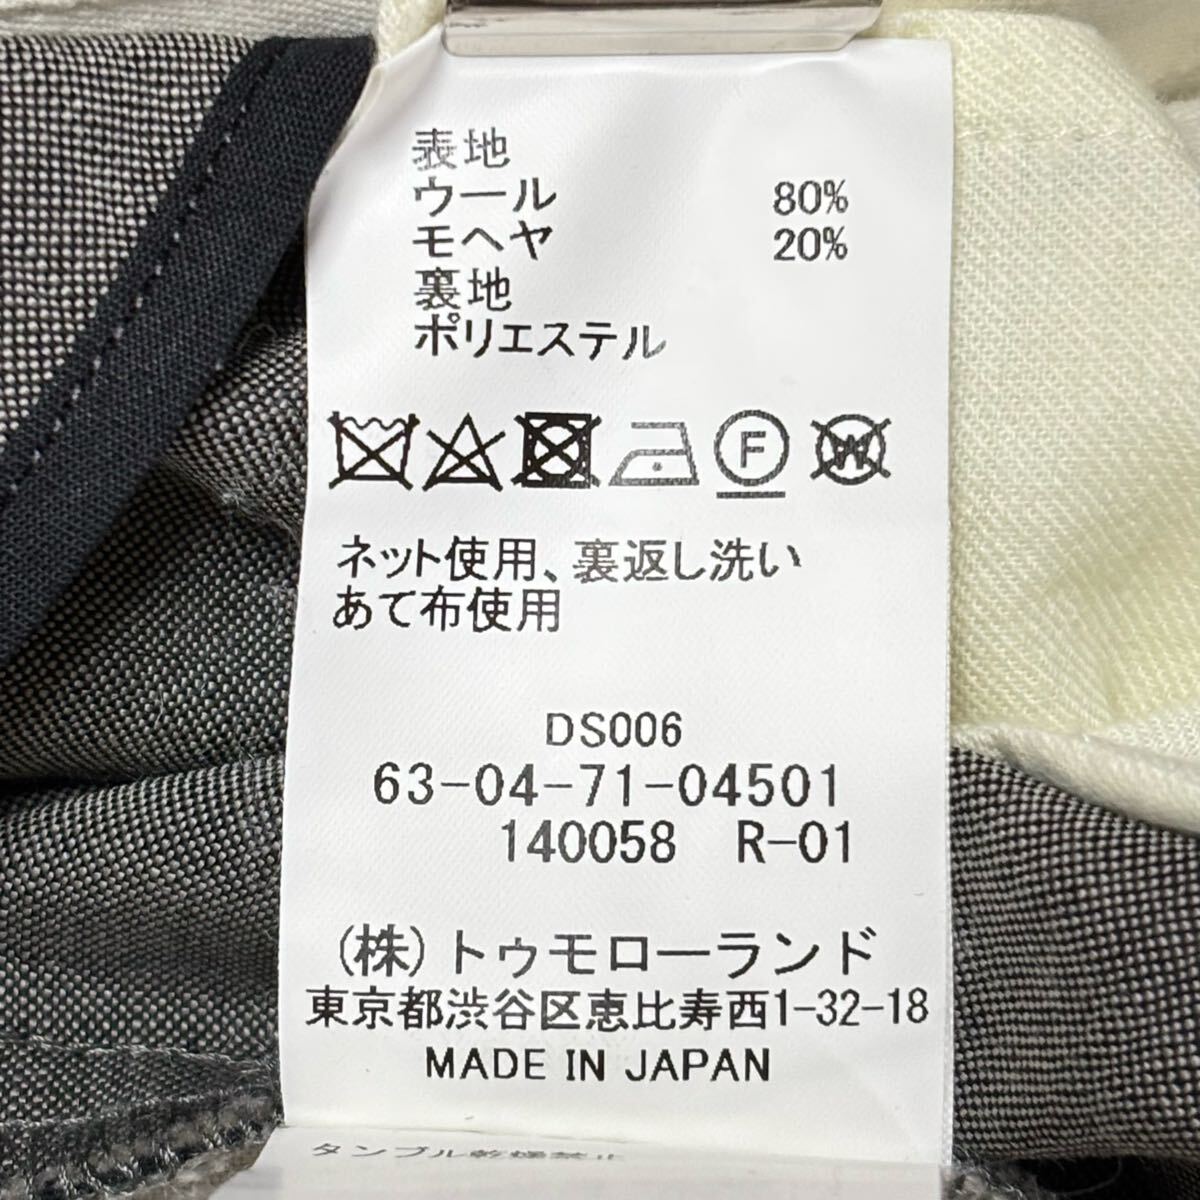 表地
ウール 80%
モヘヤ 20%
裏地
ポリエステル
F W
ネット使用、裏返し洗い
あて布使用
DS006
63-04-71-04501
140058 R-01
(株)トゥモローランド
東京都渋谷区恵比寿西1-32-18
MADE IN JAPAN
タンブル乾燥禁止